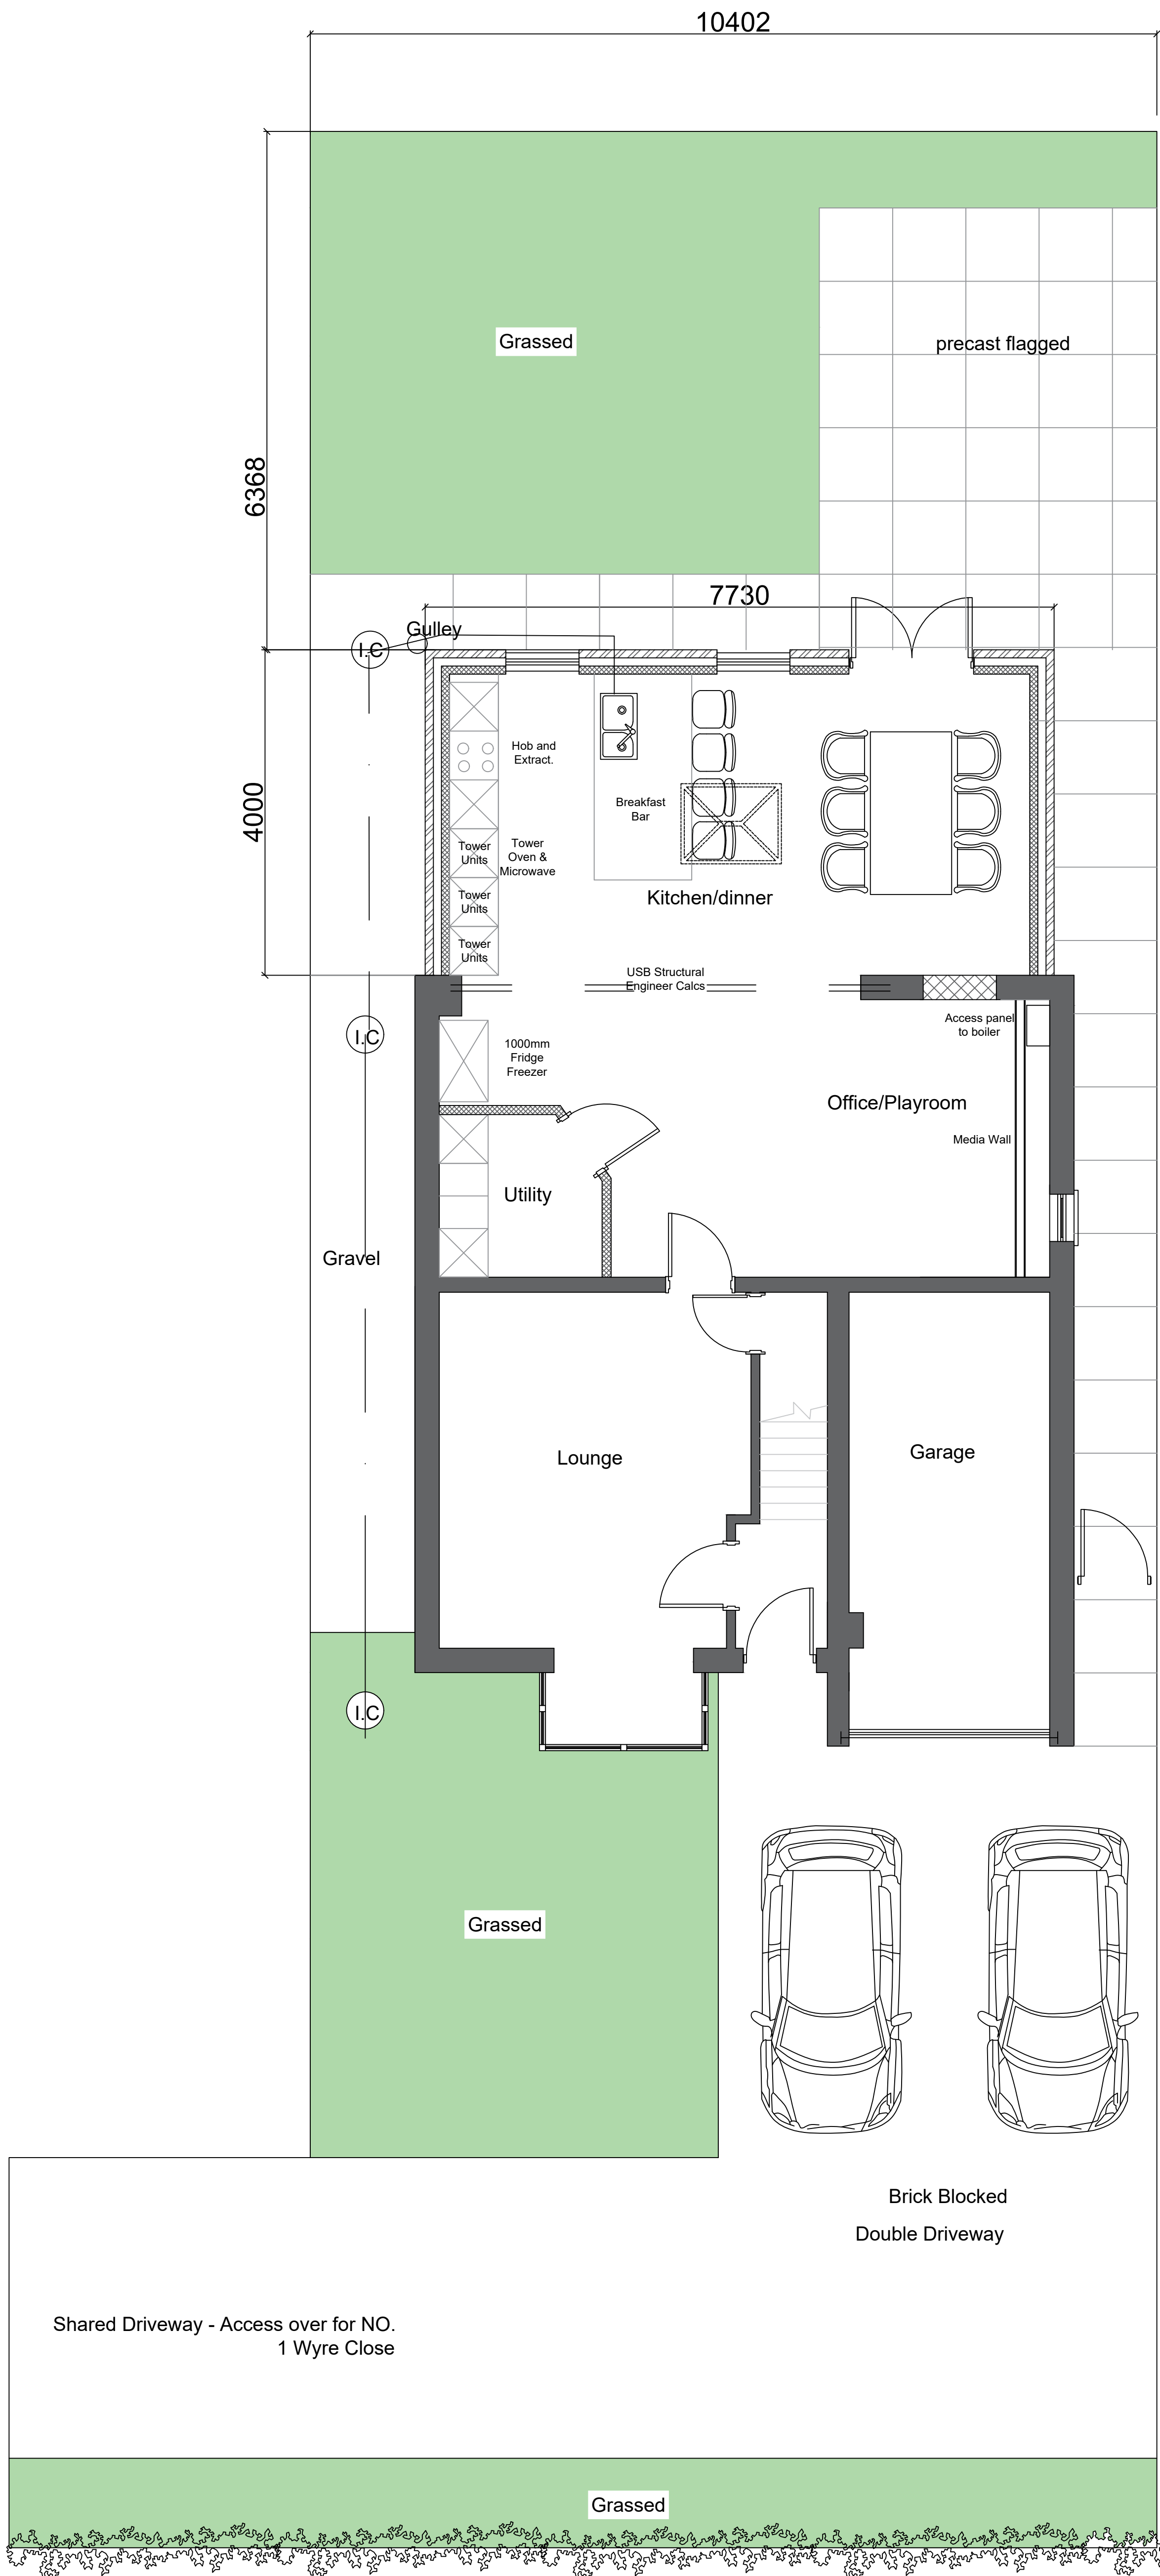 10402
Grassed
precast flagged
6368
7730
Gulley
I.C
Hob and
Extract.
4000
Breakfast
Bar
Tower
Units
Tower
Oven &
Microwave
Tower
Units
Kitchen/dinner
Tower
Units
USB Structural
Engineer Calcs
Access panel
to boiler
I.C
1000mm
Fridge
Freezer
Office/Playroom
Media Wall
Utility
Gravel
Lounge
Garage
I.C
Grassed
Brick Blocked
Double Driveway
Shared Driveway - Access over for NO.
1 Wyre Close
Grassed